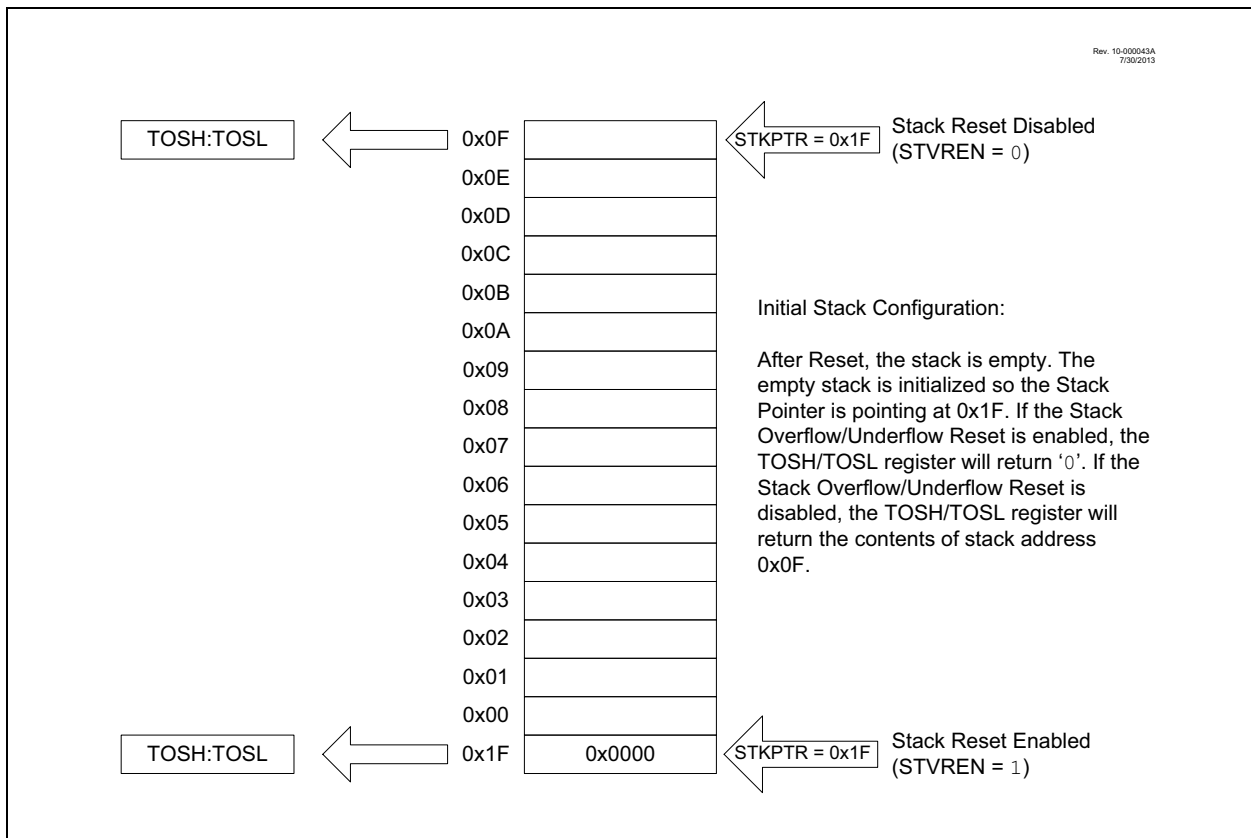 Rev. 10-000043A
7/30/2013
TOSH:TOSL
0x0F
STKPTR = 0x1F
Stack Reset Disabled
(STVREN = 0)
0x0E
0x0D
0x0C
0x0B
0x0A
0x09
0x08
0x07
0x06
0x05
0x04
0x03
0x02
0x01
0x00
Initial Stack Configuration:
After Reset, the stack is empty. The
empty stack is initialized so the Stack
Pointer is pointing at 0x1F. If the Stack
Overflow/Underflow Reset is enabled, the
TOSH/TOSL register will return ‘0’. If the
Stack Overflow/Underflow Reset is
disabled, the TOSH/TOSL register will
return the contents of stack address
0x0F.
TOSH:TOSL
0x1F
0x0000
STKPTR = 0x1F
Stack Reset Enabled
(STVREN = 1)